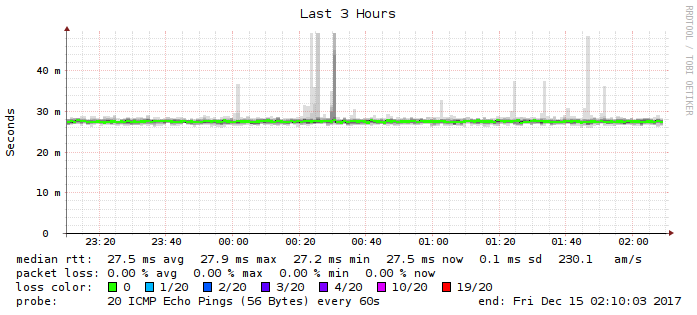 Last 3 Hours
RRDTOOL / TOBI OETIKER
Seconds
40 m
30 m
20 m
10 m
0
23:20 23:40 00:00 00:20 00:40 01:00 01:20 01:40 02:00
median rtt: 27.5 ms avg 27.9 ms max 27.2 ms min 27.5 ms now 0.1 ms sd 230.1 am/s
packet loss: 0.00 % avg 0.00 % max 0.00 % min 0.00 % now
loss color: 0 1/20 2/20 3/20 4/20 10/20 19/20
probe: 20 ICMP Echo Pings (56 Bytes) every 60s end: Fri Dec 15 02:10:03 2017